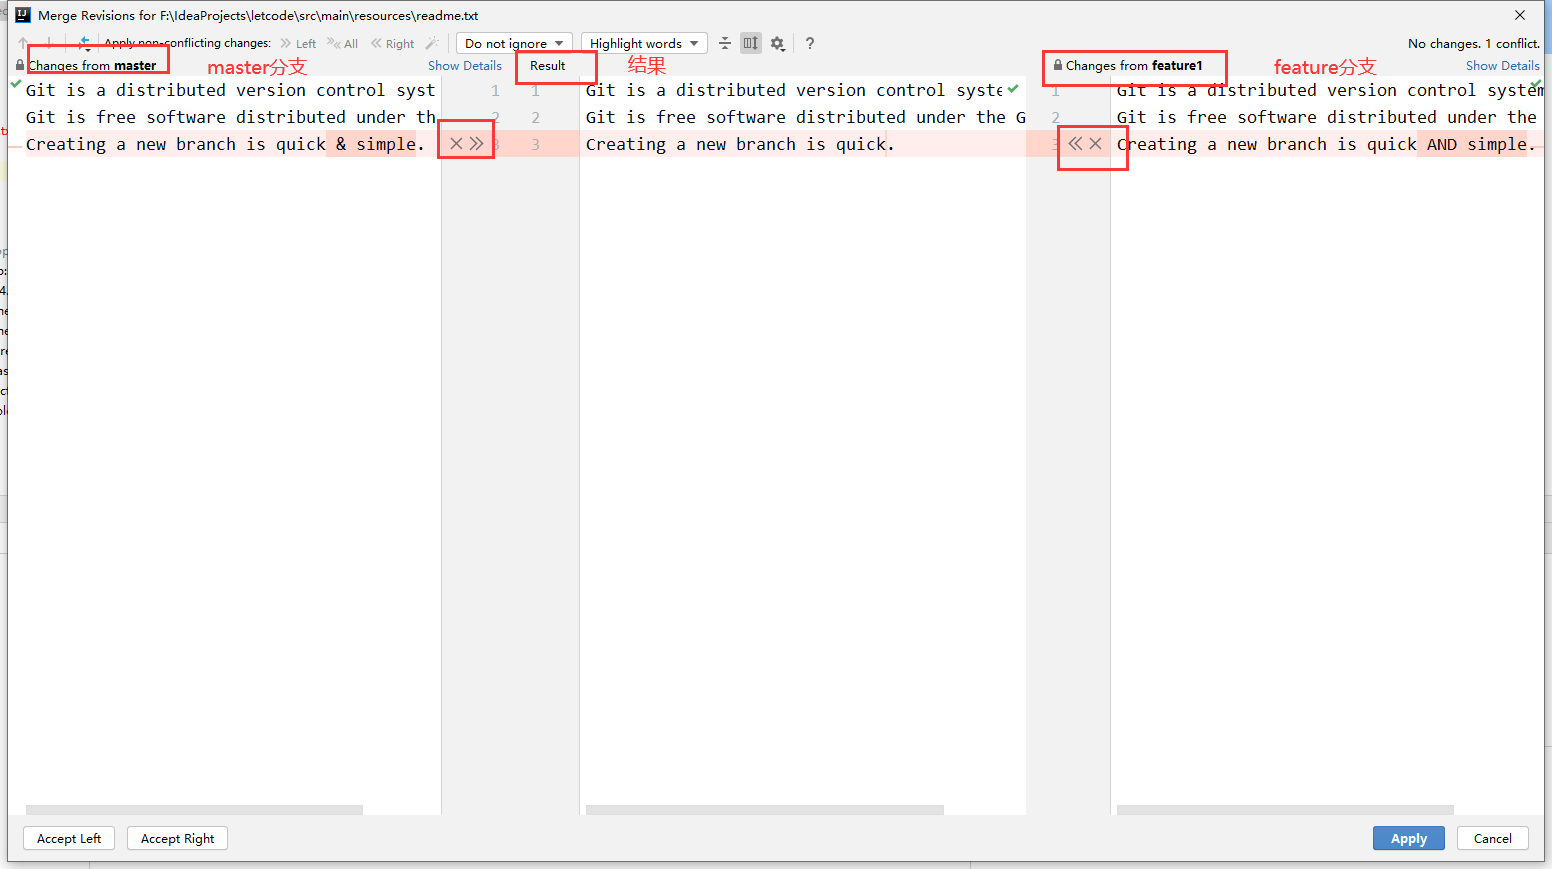 Merge Revisions for F:\IdeaProjects\letcode\src\main\resources\readme.txt
Apply non-conflicting changes: Left All Right Do not ignore Highlight words ? No changes. 1 conflict.
Changes from master master分支 Show Details Result 结果 Changes from feature1 feature分支 Show Details
Git is a distributed version control syst 1 1 Git is a distributed version control syste 1 Git is a distributed version control system
Git is free software distributed under th 2 2 Git is free software distributed under the G 2 Git is free software distributed under the
Creating a new branch is quick & simple. 3 3 Creating a new branch is quick. 3 Creating a new branch is quick AND simple.
Accept Left Accept Right Apply Cancel